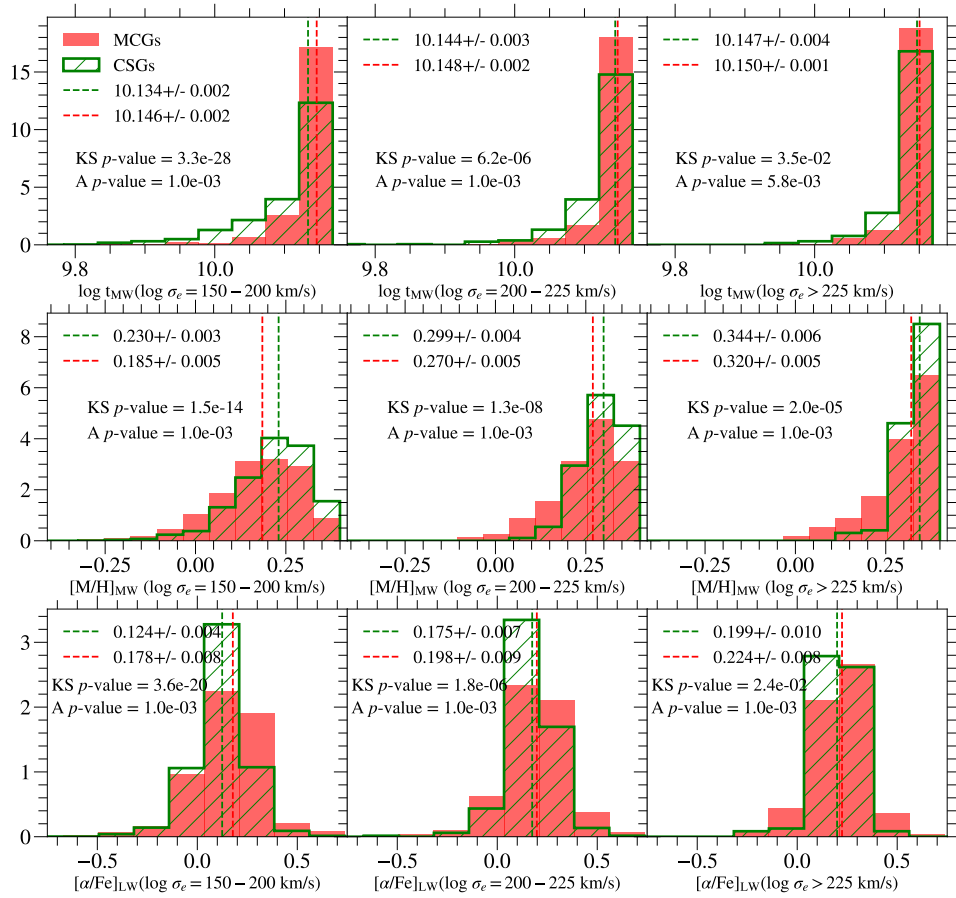 MCGs
CSGs
10.134+/- 0.002
10.146+/- 0.002
KS p-value = 3.3e-28
A p-value = 1.0e-03
10.144+/- 0.003
10.148+/- 0.002
KS p-value = 6.2e-06
A p-value = 1.0e-03
10.147+/- 0.004
10.150+/- 0.001
KS p-value = 3.5e-02
A p-value = 5.8e-03
15
10
5
0
9.8 10.0 9.8 10.0 9.8 10.0
log t_MW(log σ_e = 150 − 200 km/s)
log t_MW(log σ_e = 200 − 225 km/s)
log t_MW(log σ_e > 225 km/s)
0.230+/- 0.003
0.185+/- 0.005
KS p-value = 1.5e-14
A p-value = 1.0e-03
0.299+/- 0.004
0.270+/- 0.005
KS p-value = 1.3e-08
A p-value = 1.0e-03
0.344+/- 0.006
0.320+/- 0.005
KS p-value = 2.0e-05
A p-value = 1.0e-03
8
6
4
2
0
−0.25 0.00 0.25 −0.25 0.00 0.25 −0.25 0.00 0.25
[M/H]_MW (log σ_e = 150 − 200 km/s)
[M/H]_MW (log σ_e = 200 − 225 km/s)
[M/H]_MW (log σ_e > 225 km/s)
0.124+/- 0.004
0.178+/- 0.008
KS p-value = 3.6e-20
A p-value = 1.0e-03
0.175+/- 0.007
0.198+/- 0.009
KS p-value = 1.8e-06
A p-value = 1.0e-03
0.199+/- 0.010
0.224+/- 0.008
KS p-value = 2.4e-02
A p-value = 1.0e-03
3
2
1
0
−0.5 0.0 0.5 −0.5 0.0 0.5 −0.5 0.0 0.5
[α/Fe]_LW(log σ_e = 150 − 200 km/s)
[α/Fe]_LW(log σ_e = 200 − 225 km/s)
[α/Fe]_LW(log σ_e > 225 km/s)